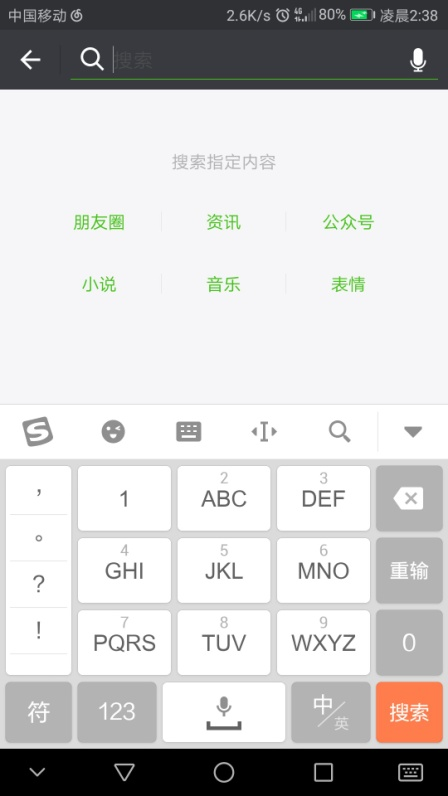 中国移动 2.6K/s 4G 80% 凌晨2:38
搜索
搜索指定内容
朋友圈 资讯 公众号
小说 音乐 表情
， 1 2 ABC 3 DEF
。
? 4 GHI 5 JKL 6 MNO 重输
! 7 PQRS 8 TUV 9 WXYZ 0
符 123 中/英 搜索